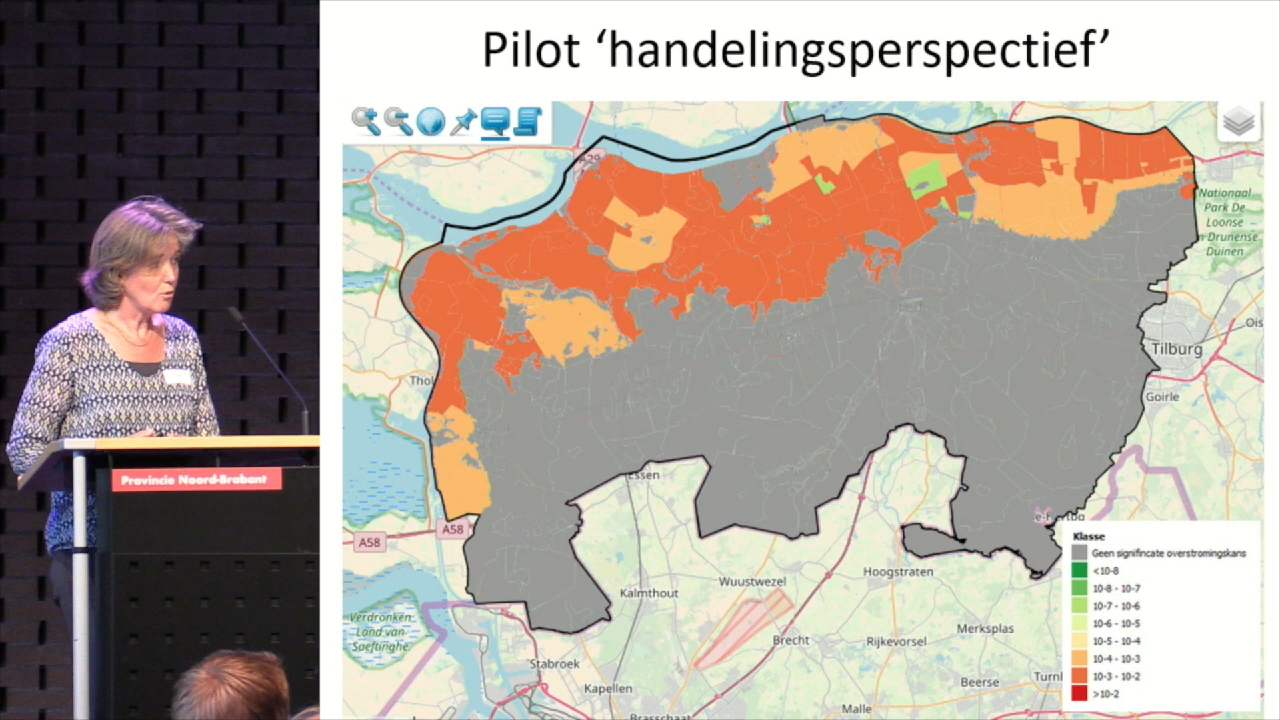 Pilot ‘handelingsperspectief’
A29
Nationaal
Park De
Loonse
n Drunense
Duinen
Ois
Tilburg
Goirle
Thol
Essen
A58
A58
Hoogstraten
Wuustwezel
Kalmthout
Merksplas
Brecht
Rijkevorsel
Verdronken
Land van
Saeftinghe
Stabroek
Kapellen
Beerse
Turnh
Malle
Brasschaat
Klasse
Geen significate overstromingskans
<10-8
10-8 - 10-7
10-7 - 10-6
10-6 - 10-5
10-5 - 10-4
10-4 - 10-3
10-3 - 10-2
>10-2
Provincie Noord-Brabant